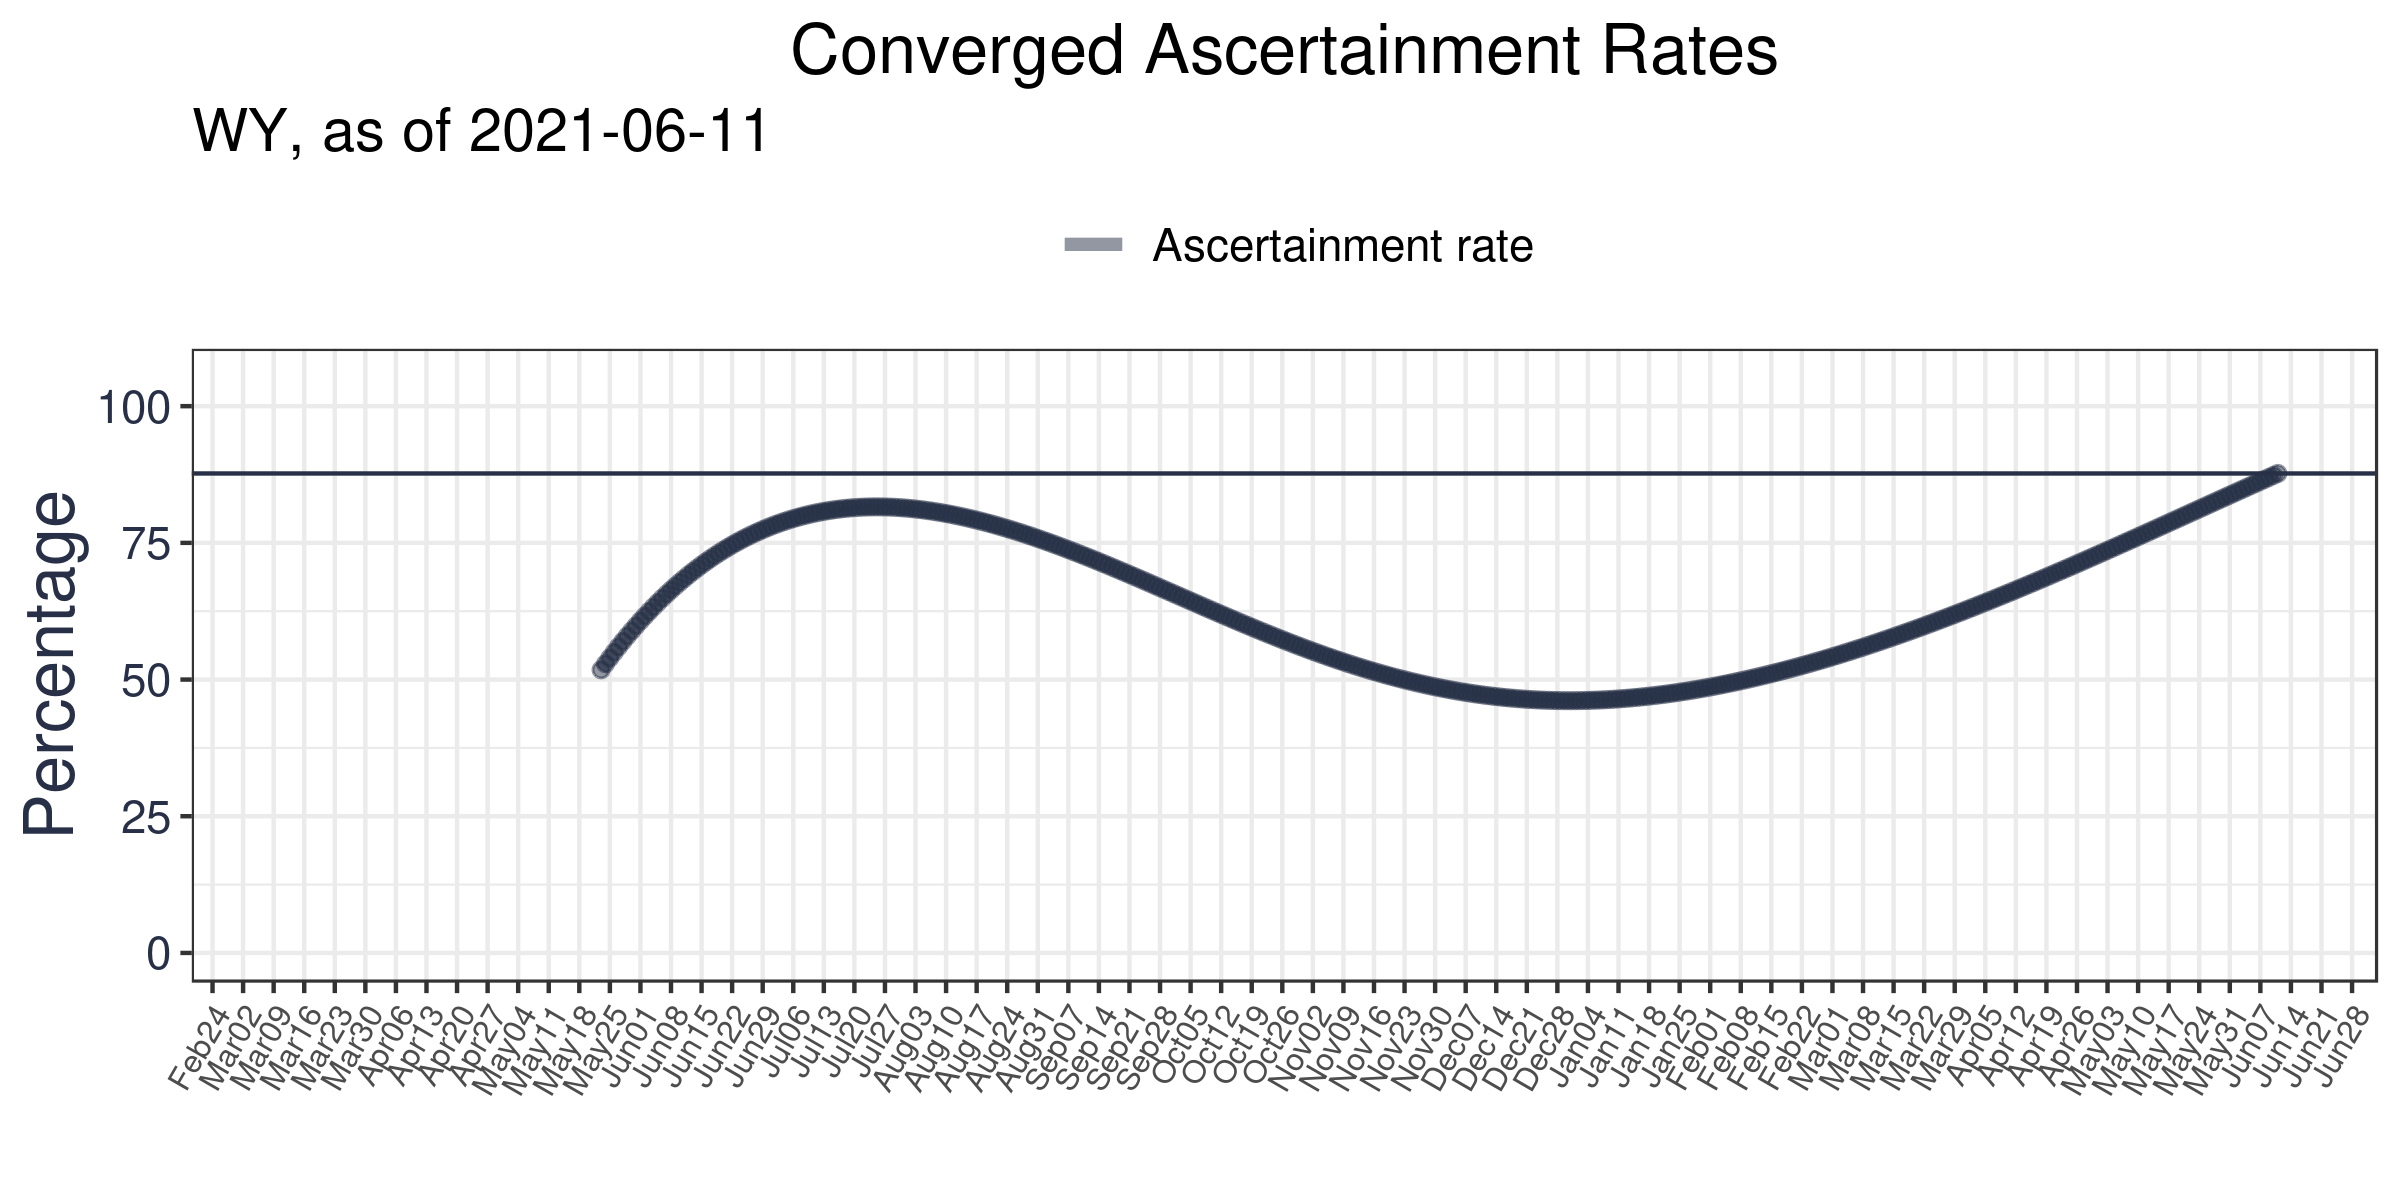 Converged Ascertainment Rates
WY, as of 2021-06-11
Ascertainment rate
Percentage
100
75
50
25
0
Feb24
Mar02
Mar09
Mar16
Mar23
Mar30
Apr06
Apr13
Apr20
Apr27
May04
May11
May18
May25
Jun01
Jun08
Jun15
Jun22
Jun29
Jul06
Jul13
Jul20
Jul27
Aug03
Aug10
Aug17
Aug24
Aug31
Sep07
Sep14
Sep21
Sep28
Oct05
Oct12
Oct19
Oct26
Nov02
Nov09
Nov16
Nov23
Nov30
Dec07
Dec14
Dec21
Dec28
Jan04
Jan11
Jan18
Jan25
Feb01
Feb08
Feb15
Feb22
Mar01
Mar08
Mar15
Mar22
Mar29
Apr05
Apr12
Apr19
Apr26
May03
May10
May17
May24
May31
Jun07
Jun14
Jun21
Jun28